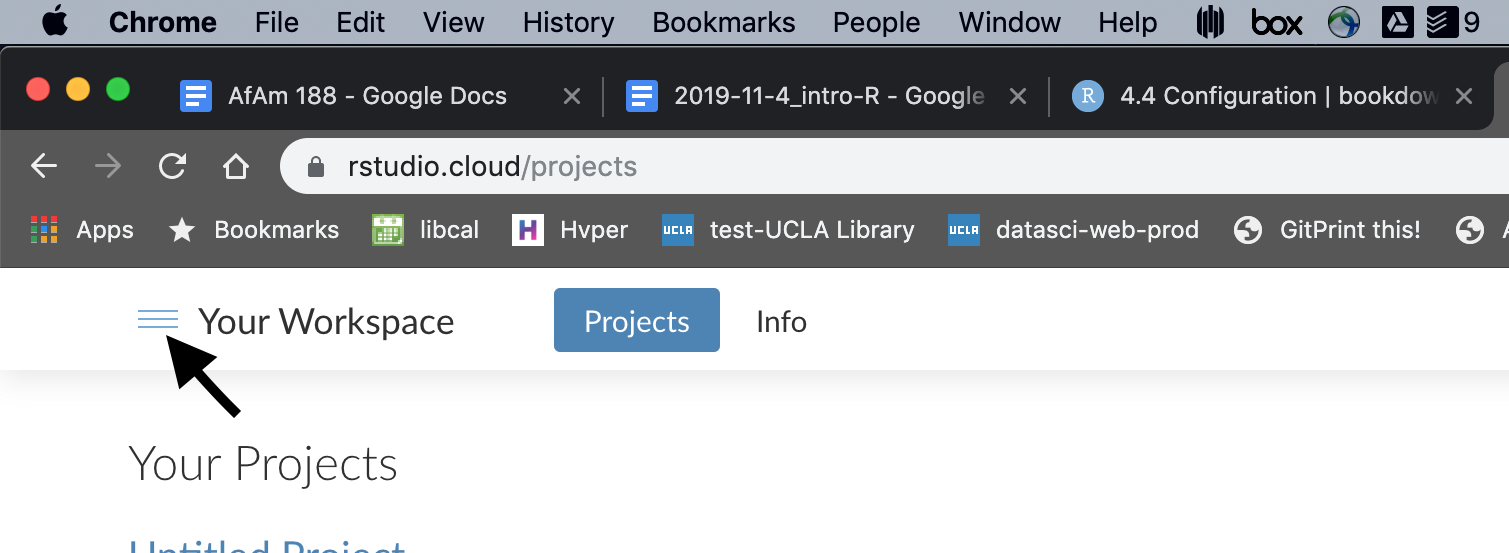 Chrome File Edit View History Bookmarks People Window Help box 9
AfAm 188 - Google Docs 2019-11-4_intro-R - Google R 4.4 Configuration | bookdow
rstudio.cloud/projects
Apps Bookmarks libcal H Hvper UCLA test-UCLA Library UCLA datasci-web-prod GitPrint this!
Your Workspace Projects Info
Your Projects
Untitled Project